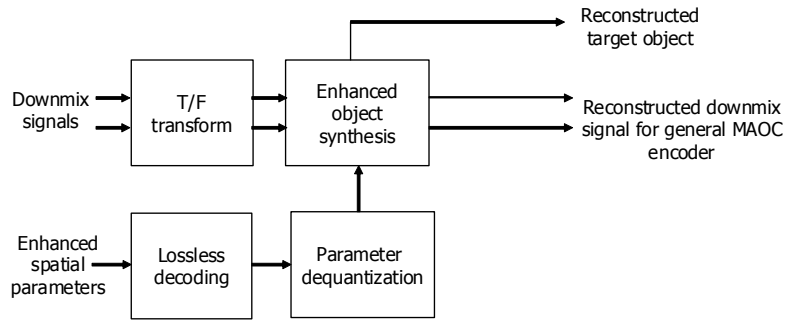 Reconstructed
target object
Downmix
signals
T/F
transform
Enhanced
object
synthesis
Reconstructed downmix
signal for general MAOC
encoder
Enhanced
spatial
parameters
Lossless
decoding
Parameter
dequantization